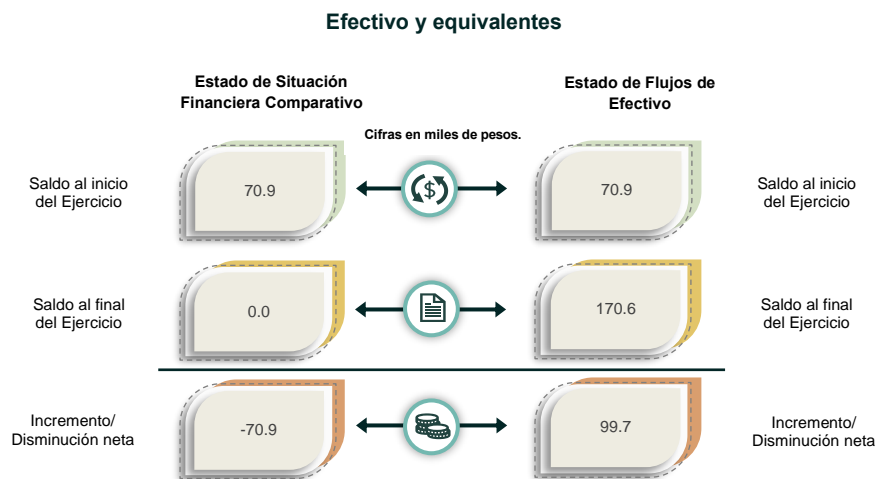 Efectivo y equivalentes
Estado de Situación
Financiera Comparativo
Estado de Flujos de
Efectivo
Cifras en miles de pesos.
Saldo al inicio
del Ejercicio
70.9
70.9
Saldo al inicio
del Ejercicio
Saldo al final
del Ejercicio
0.0
170.6
Saldo al final
del Ejercicio
Incremento/
Disminución neta
-70.9
99.7
Incremento/
Disminución neta